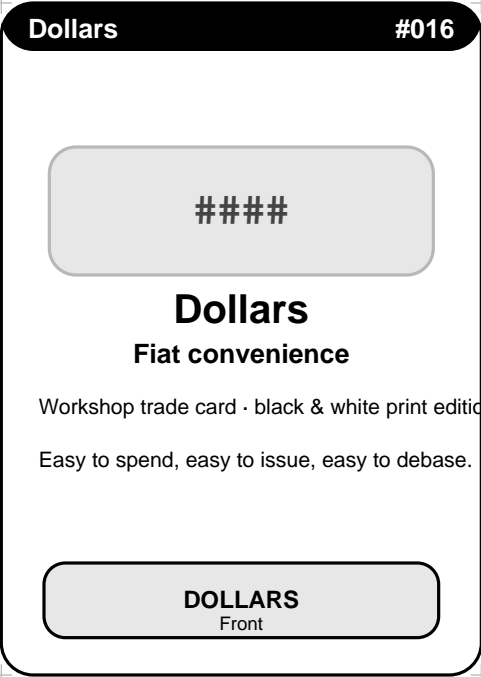 Dollars #016
####
Dollars
Fiat convenience
Workshop trade card · black & white print editio
Easy to spend, easy to issue, easy to debase.
DOLLARS
Front